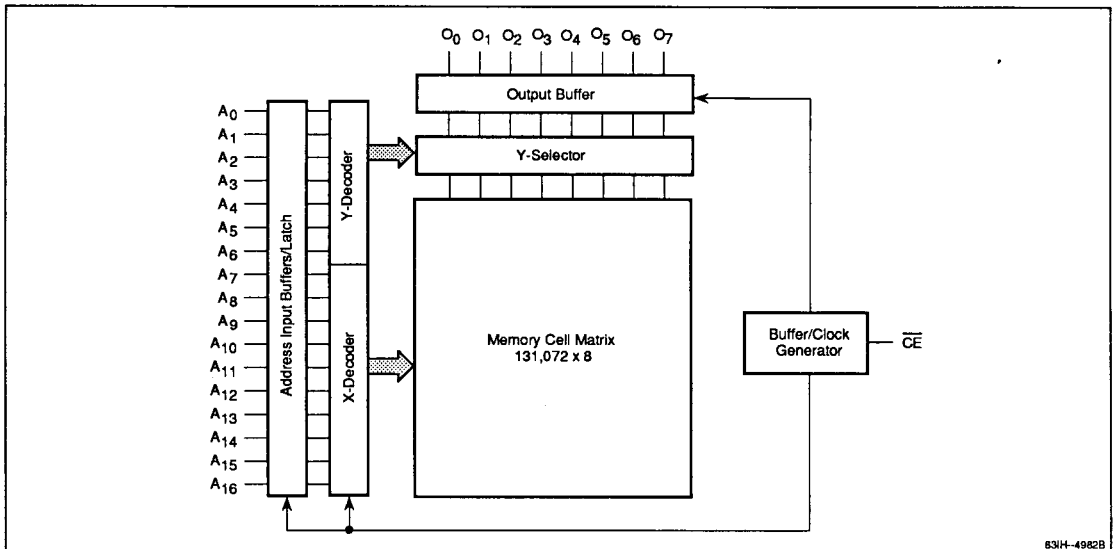 O0 O1 O2 O3 O4 O5 O6 O7
Output Buffer
Y-Selector
A0
A1
A2
A3
A4
A5
A6
A7
A8
A9
A10
A11
A12
A13
A14
A15
A16
Address Input Buffers/Latch
Y-Decoder
X-Decoder
Memory Cell Matrix
131,072 x 8
Buffer/Clock
Generator
C̅E̅
83IH--4982B